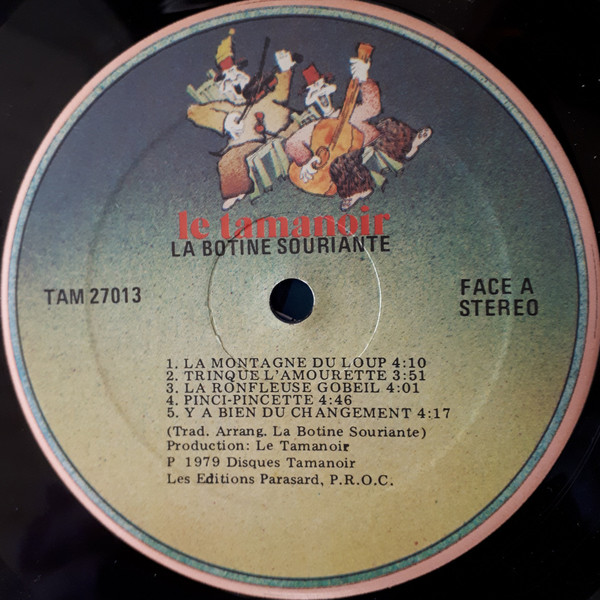 le tamanoir
LA BOTINE SOURIANTE
TAM 27013
FACE A
STEREO
1. LA MONTAGNE DU LOUP 4:10
2. TRINQUE L'AMOURETTE 3:51
3. LA RONFLEUSE GOBEIL 4:01
4. PINCI-PINCETTE 4:46
5. Y A BIEN DU CHANGEMENT 4:17
(Trad. Arrang. La Botine Souriante)
Production: Le Tamanoir
P 1979 Disques Tamanoir
Les Editions Parasard, P.R.O.C.